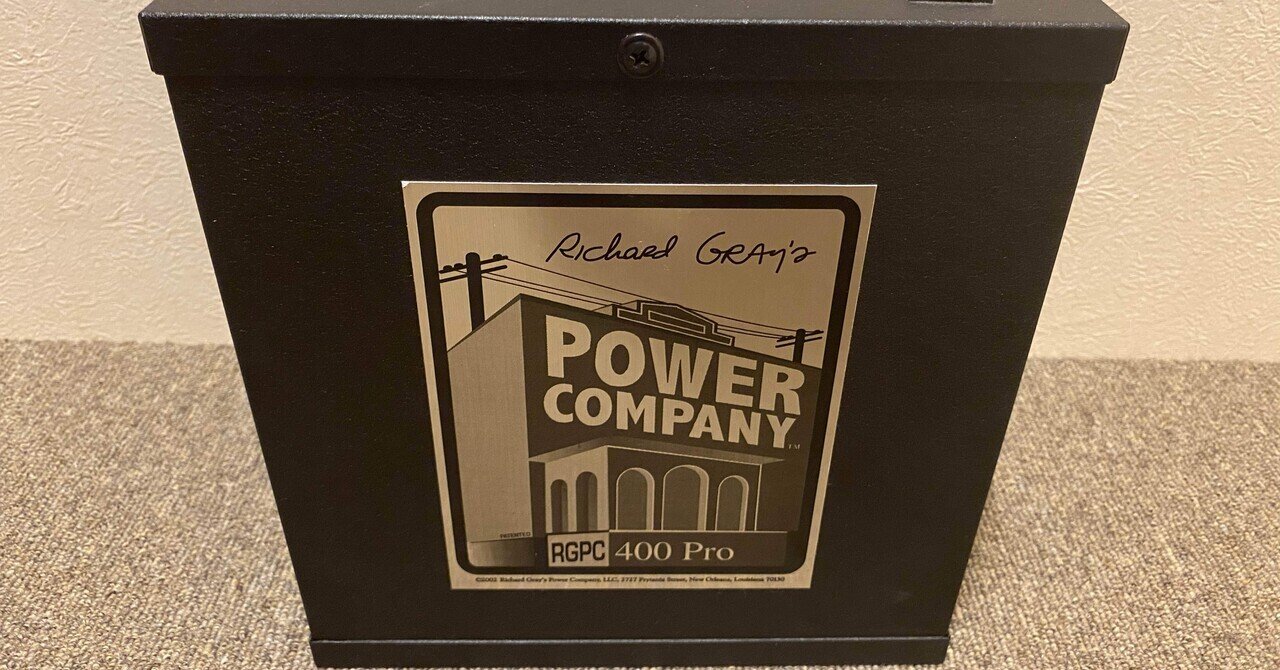 Richard Gray's
POWER
COMPANY
TM
PATENTED
RGPC 400 Pro
©2002 Richard Gray's Power Company, LLC, 2727 Prytania Street, New Orleans, Louisiana 70130